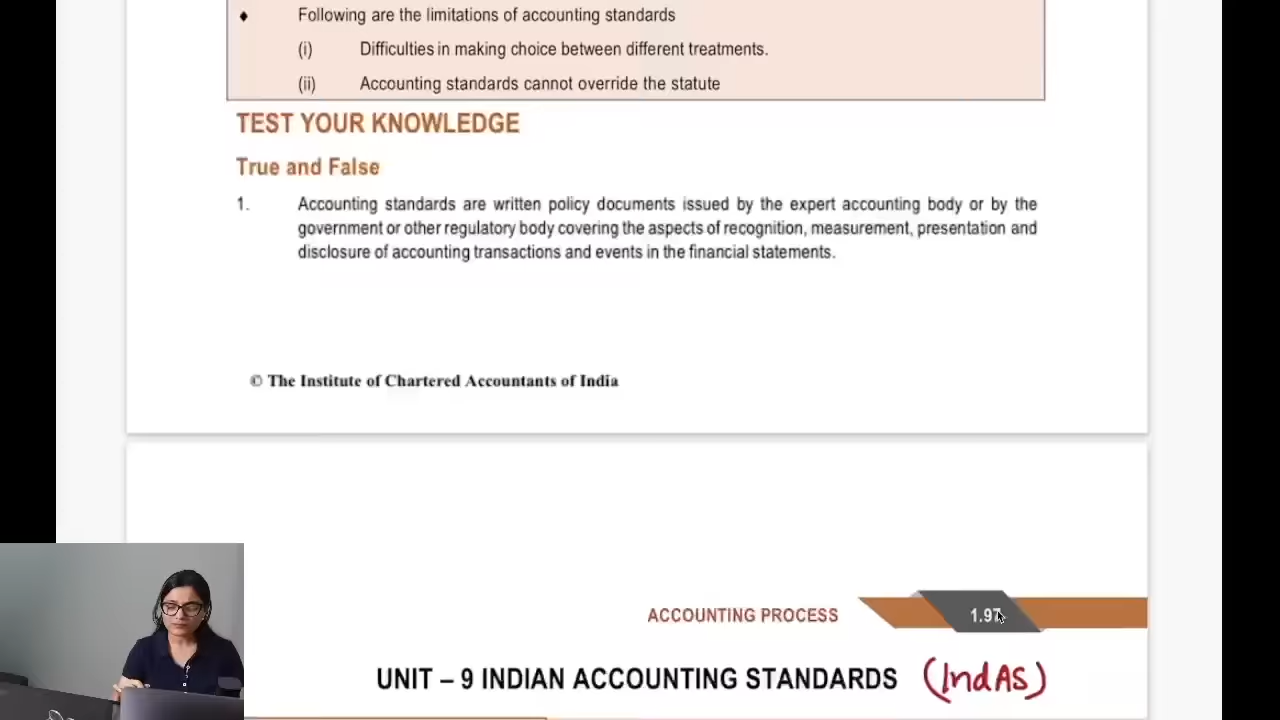 ♦ Following are the limitations of accounting standards
(i) Difficulties in making choice between different treatments.
(ii) Accounting standards cannot override the statute
TEST YOUR KNOWLEDGE
True and False
1. Accounting standards are written policy documents issued by the expert accounting body or by the
government or other regulatory body covering the aspects of recognition, measurement, presentation and
disclosure of accounting transactions and events in the financial statements.
© The Institute of Chartered Accountants of India
ACCOUNTING PROCESS 1.97
UNIT – 9 INDIAN ACCOUNTING STANDARDS (IndAS)